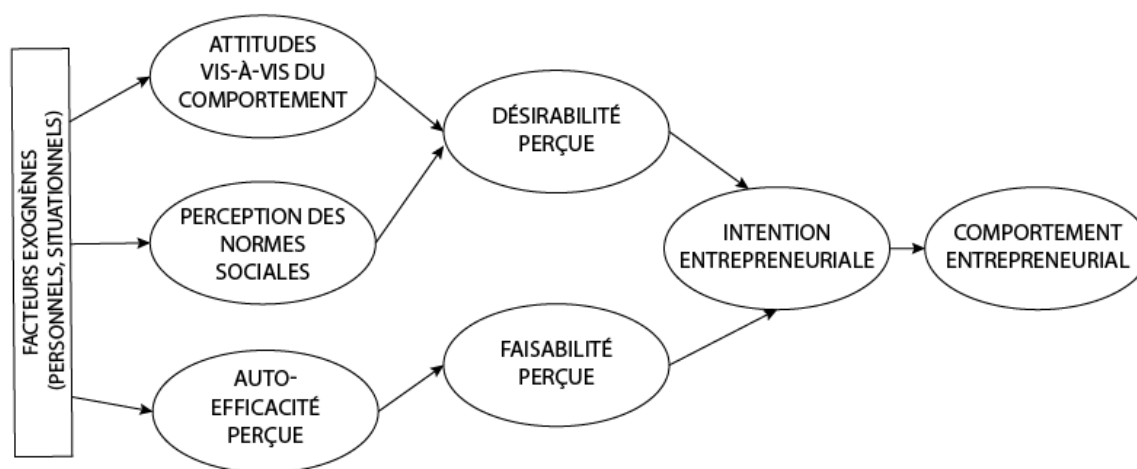 FACTEURS EXOGNÈNES
(PERSONNELS, SITUATIONNELS)
ATTITUDES
VIS-À-VIS DU
COMPORTEMENT
PERCEPTION DES
NORMES
SOCIALES
AUTO-
EFFICACITÉ
PERÇUE
DÉSIRABILITÉ
PERÇUE
FAISABILITÉ
PERÇUE
INTENTION
ENTREPRENEURIALE
COMPORTEMENT
ENTREPRENEURIAL